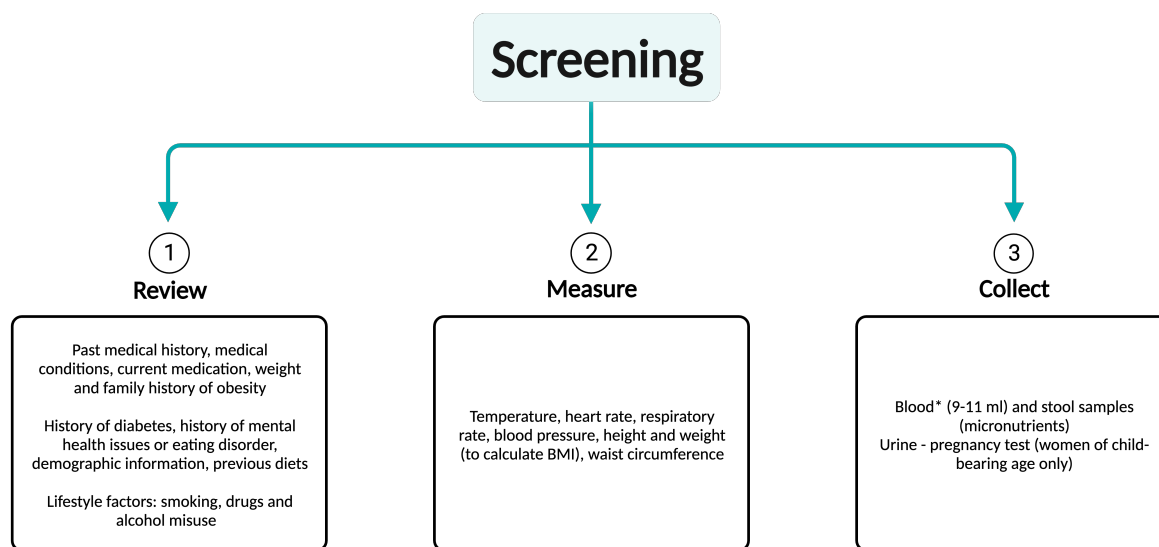 Screening
1
Review
Past medical history, medical
conditions, current medication, weight
and family history of obesity
History of diabetes, history of mental
health issues or eating disorder,
demographic information, previous diets
Lifestyle factors: smoking, drugs and
alcohol misuse
2
Measure
Temperature, heart rate, respiratory
rate, blood pressure, height and weight
(to calculate BMI), waist circumference
3
Collect
Blood* (9-11 ml) and stool samples
(micronutrients)
Urine - pregnancy test (women of child-
bearing age only)